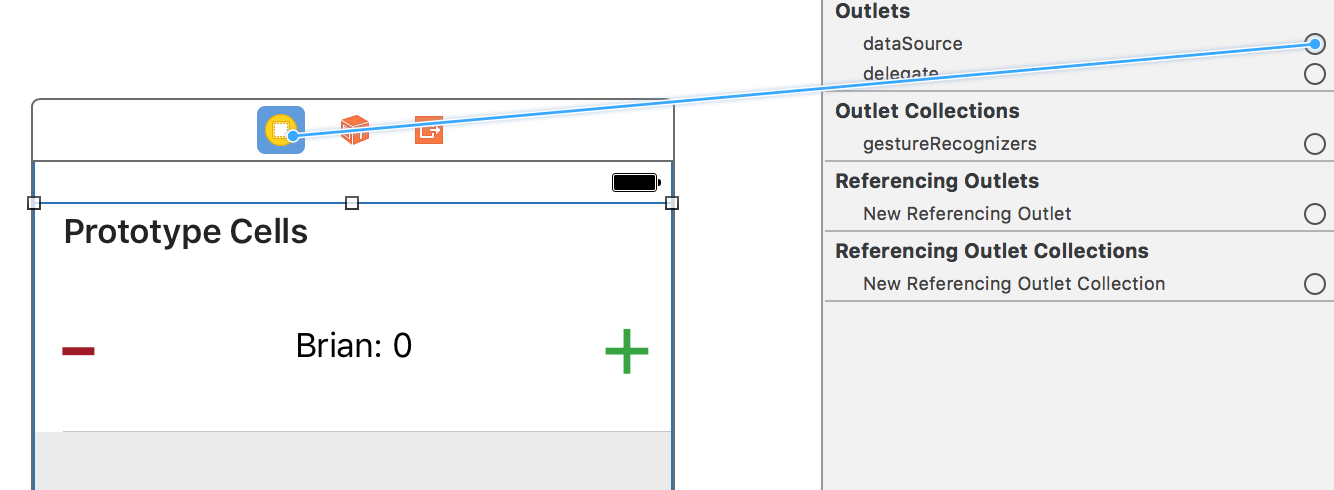 Outlets
dataSource
delegate
Outlet Collections
gestureRecognizers
Referencing Outlets
New Referencing Outlet
Referencing Outlet Collections
New Referencing Outlet Collection
Prototype Cells
Brian: 0